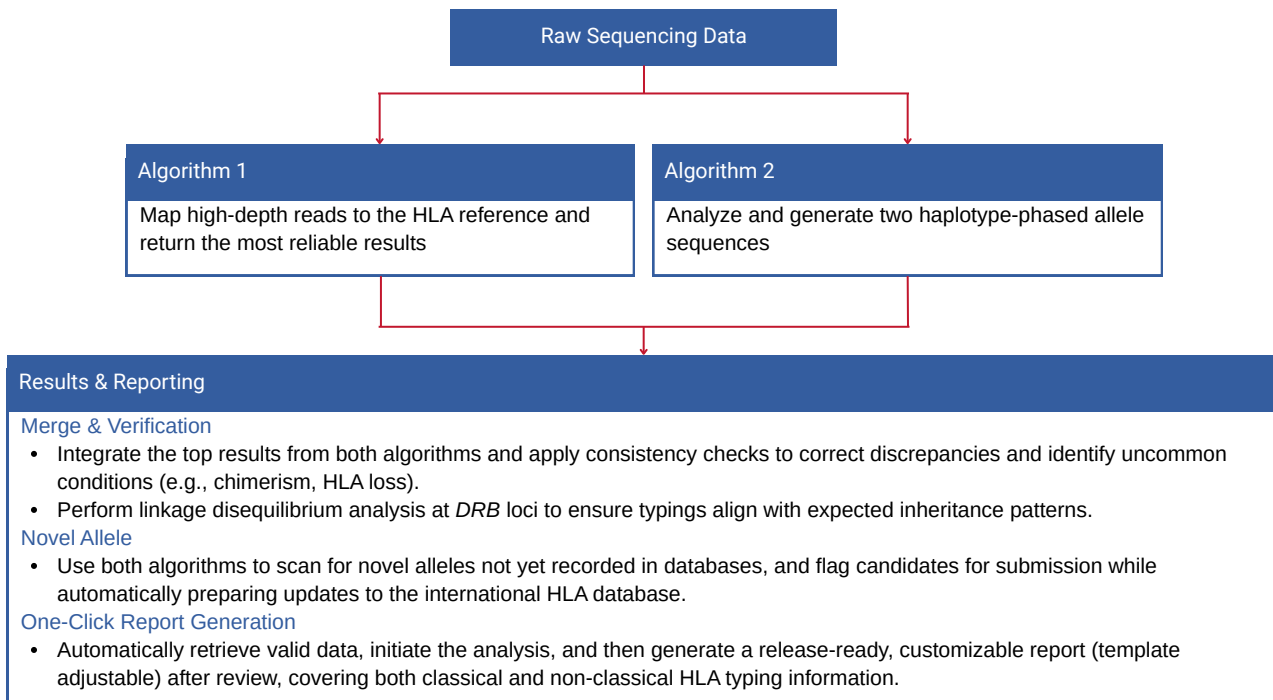 Raw Sequencing Data
Algorithm 1
Map high-depth reads to the HLA reference and
return the most reliable results
Algorithm 2
Analyze and generate two haplotype-phased allele
sequences
Results & Reporting
Merge & Verification
• Integrate the top results from both algorithms and apply consistency checks to correct discrepancies and identify uncommon
conditions (e.g., chimerism, HLA loss).
• Perform linkage disequilibrium analysis at DRB loci to ensure typings align with expected inheritance patterns.
Novel Allele
• Use both algorithms to scan for novel alleles not yet recorded in databases, and flag candidates for submission while
automatically preparing updates to the international HLA database.
One-Click Report Generation
• Automatically retrieve valid data, initiate the analysis, and then generate a release-ready, customizable report (template
adjustable) after review, covering both classical and non-classical HLA typing information.